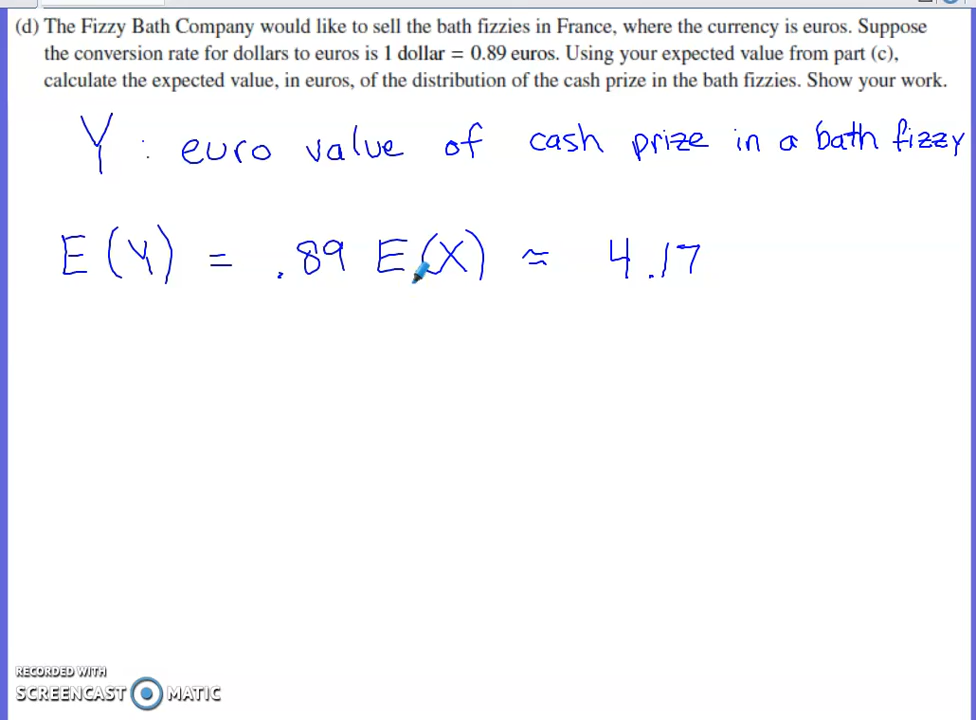 (d) The Fizzy Bath Company would like to sell the bath fizzies in France, where the currency is euros. Suppose
the conversion rate for dollars to euros is 1 dollar = 0.89 euros. Using your expected value from part (c),
calculate the expected value, in euros, of the distribution of the cash prize in the bath fizzies. Show your work.
Y : euro value of cash prize in a bath fizzy
E(Y) = .89 E(X) ≈ 4.17
RECORDED WITH
SCREENCAST MATIC